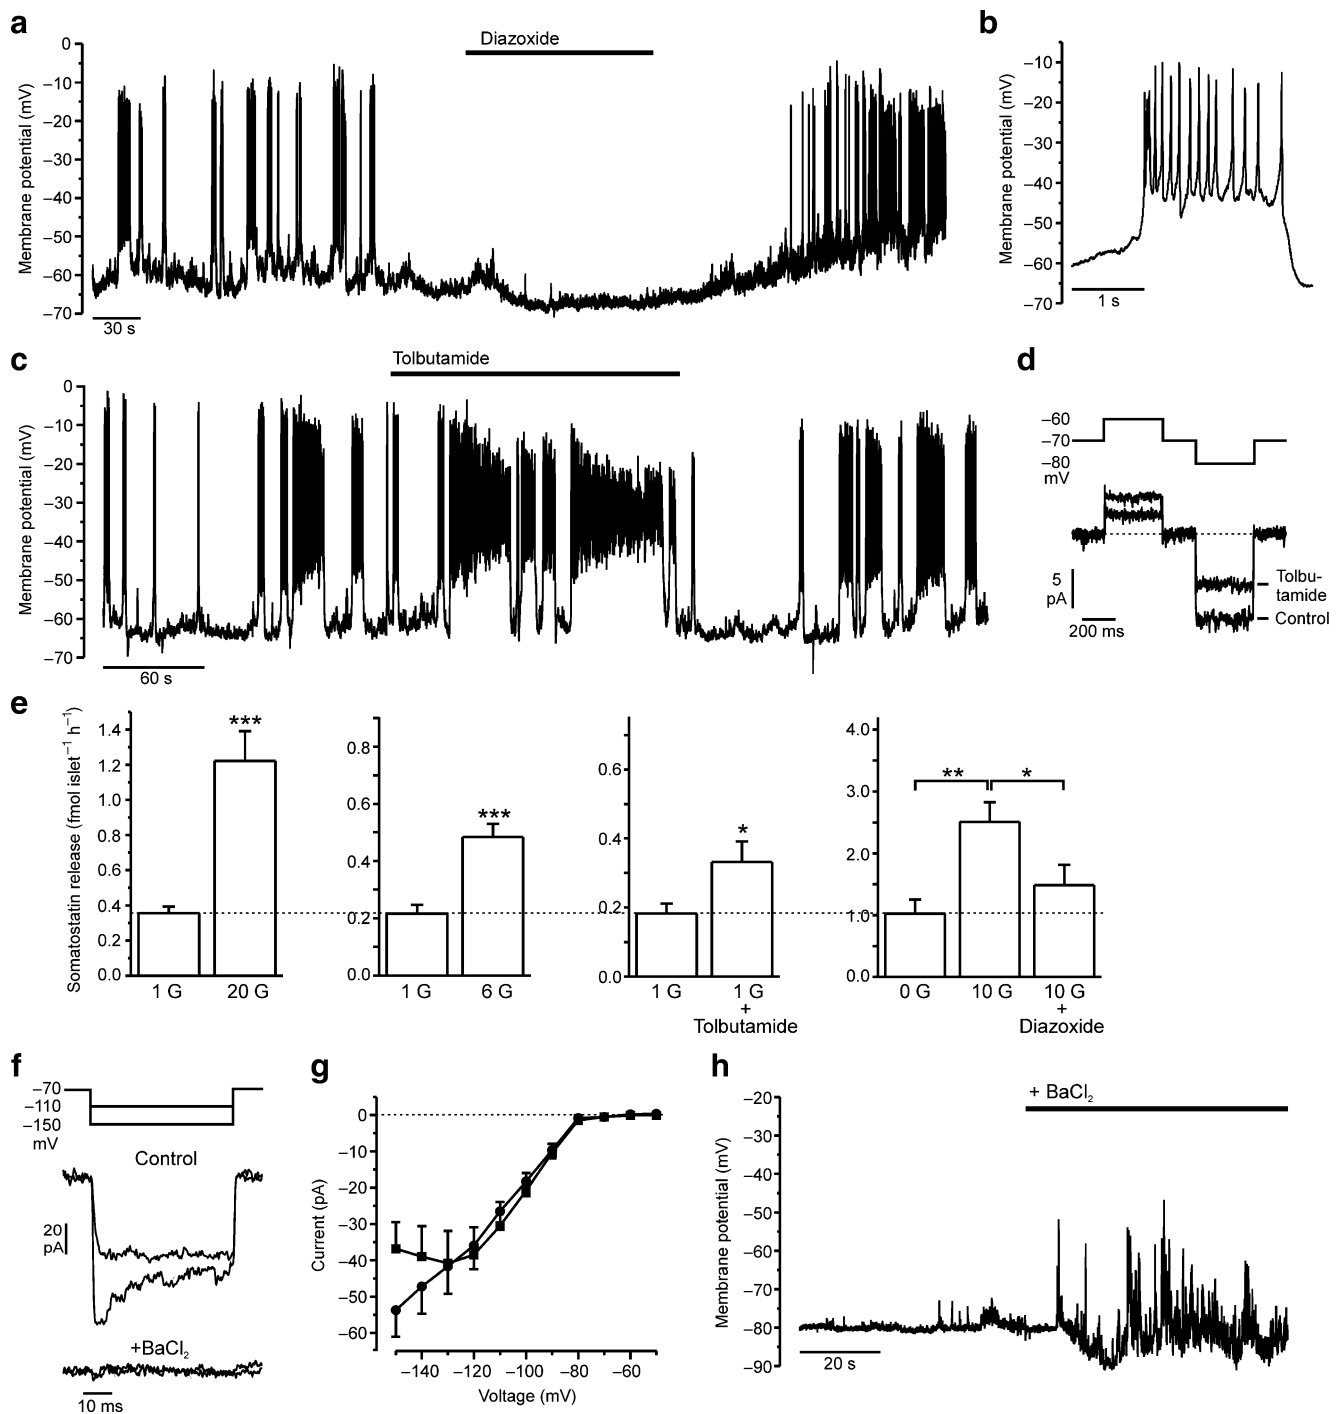 a
Diazoxide
0
–10
–20
–30
–40
–50
–60
–70
Membrane potential (mV)
30 s
b
–10
–20
–30
–40
–50
–60
–70
Membrane potential (mV)
1 s
c
Tolbutamide
0
–10
–20
–30
–40
–50
–60
–70
Membrane potential (mV)
60 s
d
–60
–70
–80
mV
5
pA
Tolbu-
tamide
Control
200 ms
e
Somatostatin release (fmol islet⁻¹ h⁻¹)
1.4
1.2
1.0
0.8
0.6
0.4
0.2
0.0
***
1 G 20 G
0.8
0.6
0.4
0.2
0.0
***
1 G 6 G
0.6
0.4
0.2
0.0
*
1 G 1 G
+
Tolbutamide
4.0
3.0
2.0
1.0
0.0
** *
0 G 10 G 10 G
+
Diazoxide
f
–70
–110
–150
mV
Control
20
pA
+BaCl₂
10 ms
g
0
–10
–20
–30
–40
–50
–60
Current (pA)
–140 –120 –100 –80 –60
Voltage (mV)
h
+ BaCl₂
–20
–30
–40
–50
–60
–70
–80
–90
Membrane potential (mV)
20 s